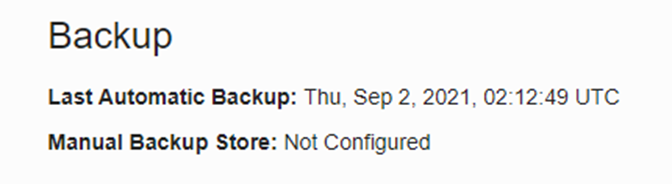 Backup
Last Automatic Backup: Thu, Sep 2, 2021, 02:12:49 UTC
Manual Backup Store: Not Configured